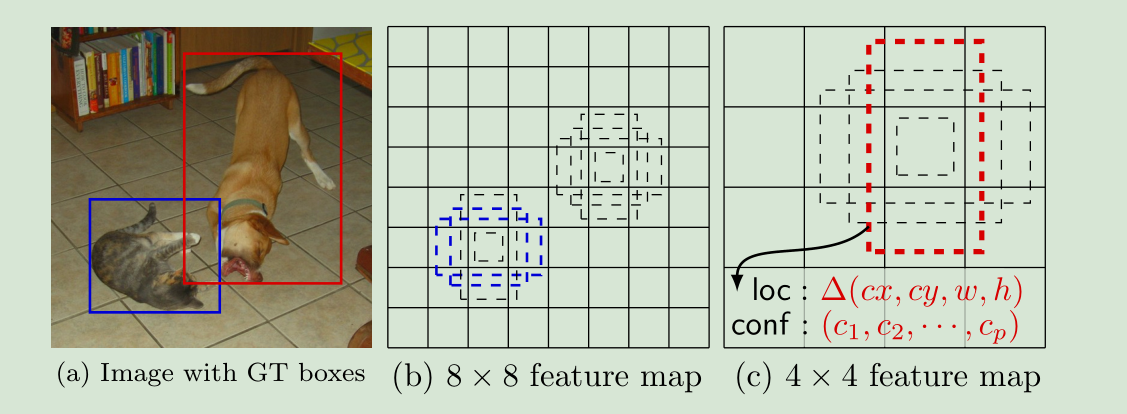 loc : Δ(cx, cy, w, h)
conf : (c₁, c₂, ⋯, cₚ)
(a) Image with GT boxes
(b) 8 × 8 feature map
(c) 4 × 4 feature map